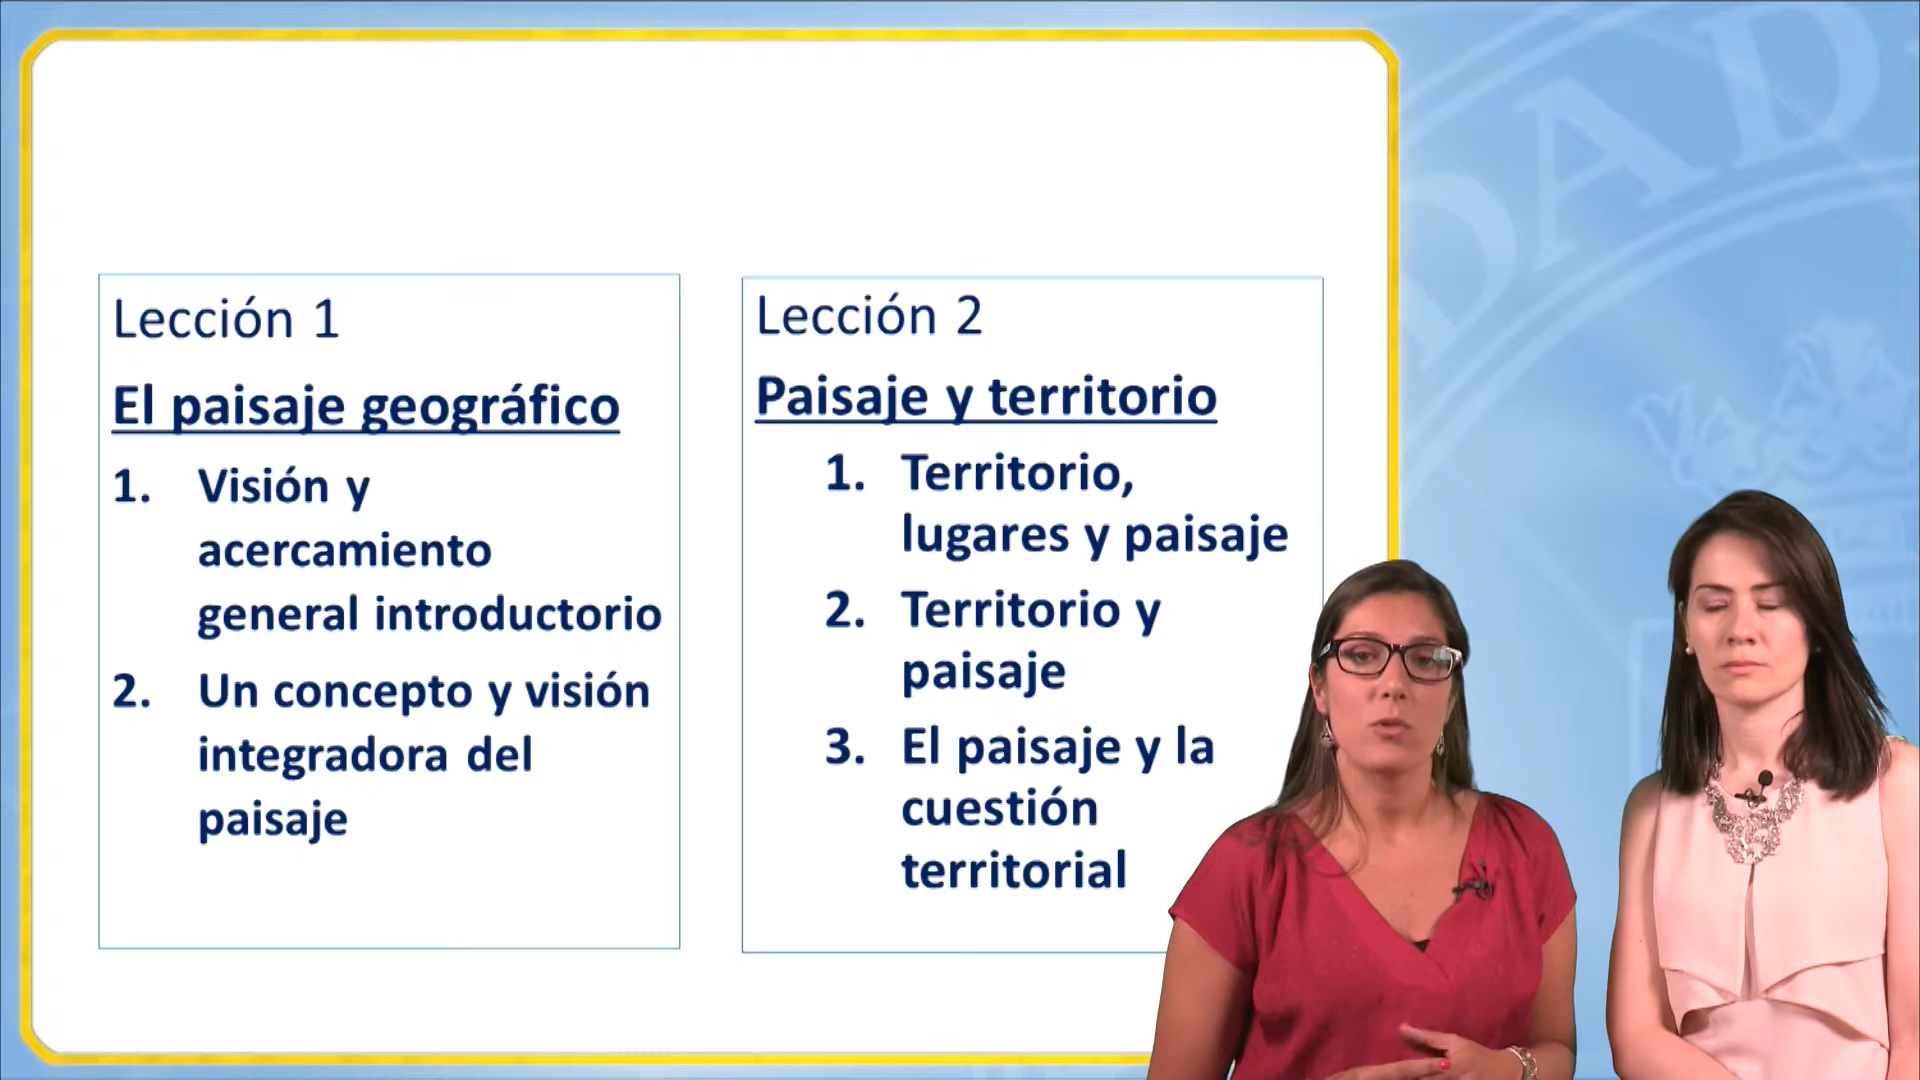 Lección 1
El paisaje geográfico
1. Visión y
acercamiento
general introductorio
2. Un concepto y visión
integradora del
paisaje
Lección 2
Paisaje y territorio
1. Territorio,
lugares y paisaje
2. Territorio y
paisaje
3. El paisaje y la
cuestión
territorial
DAD